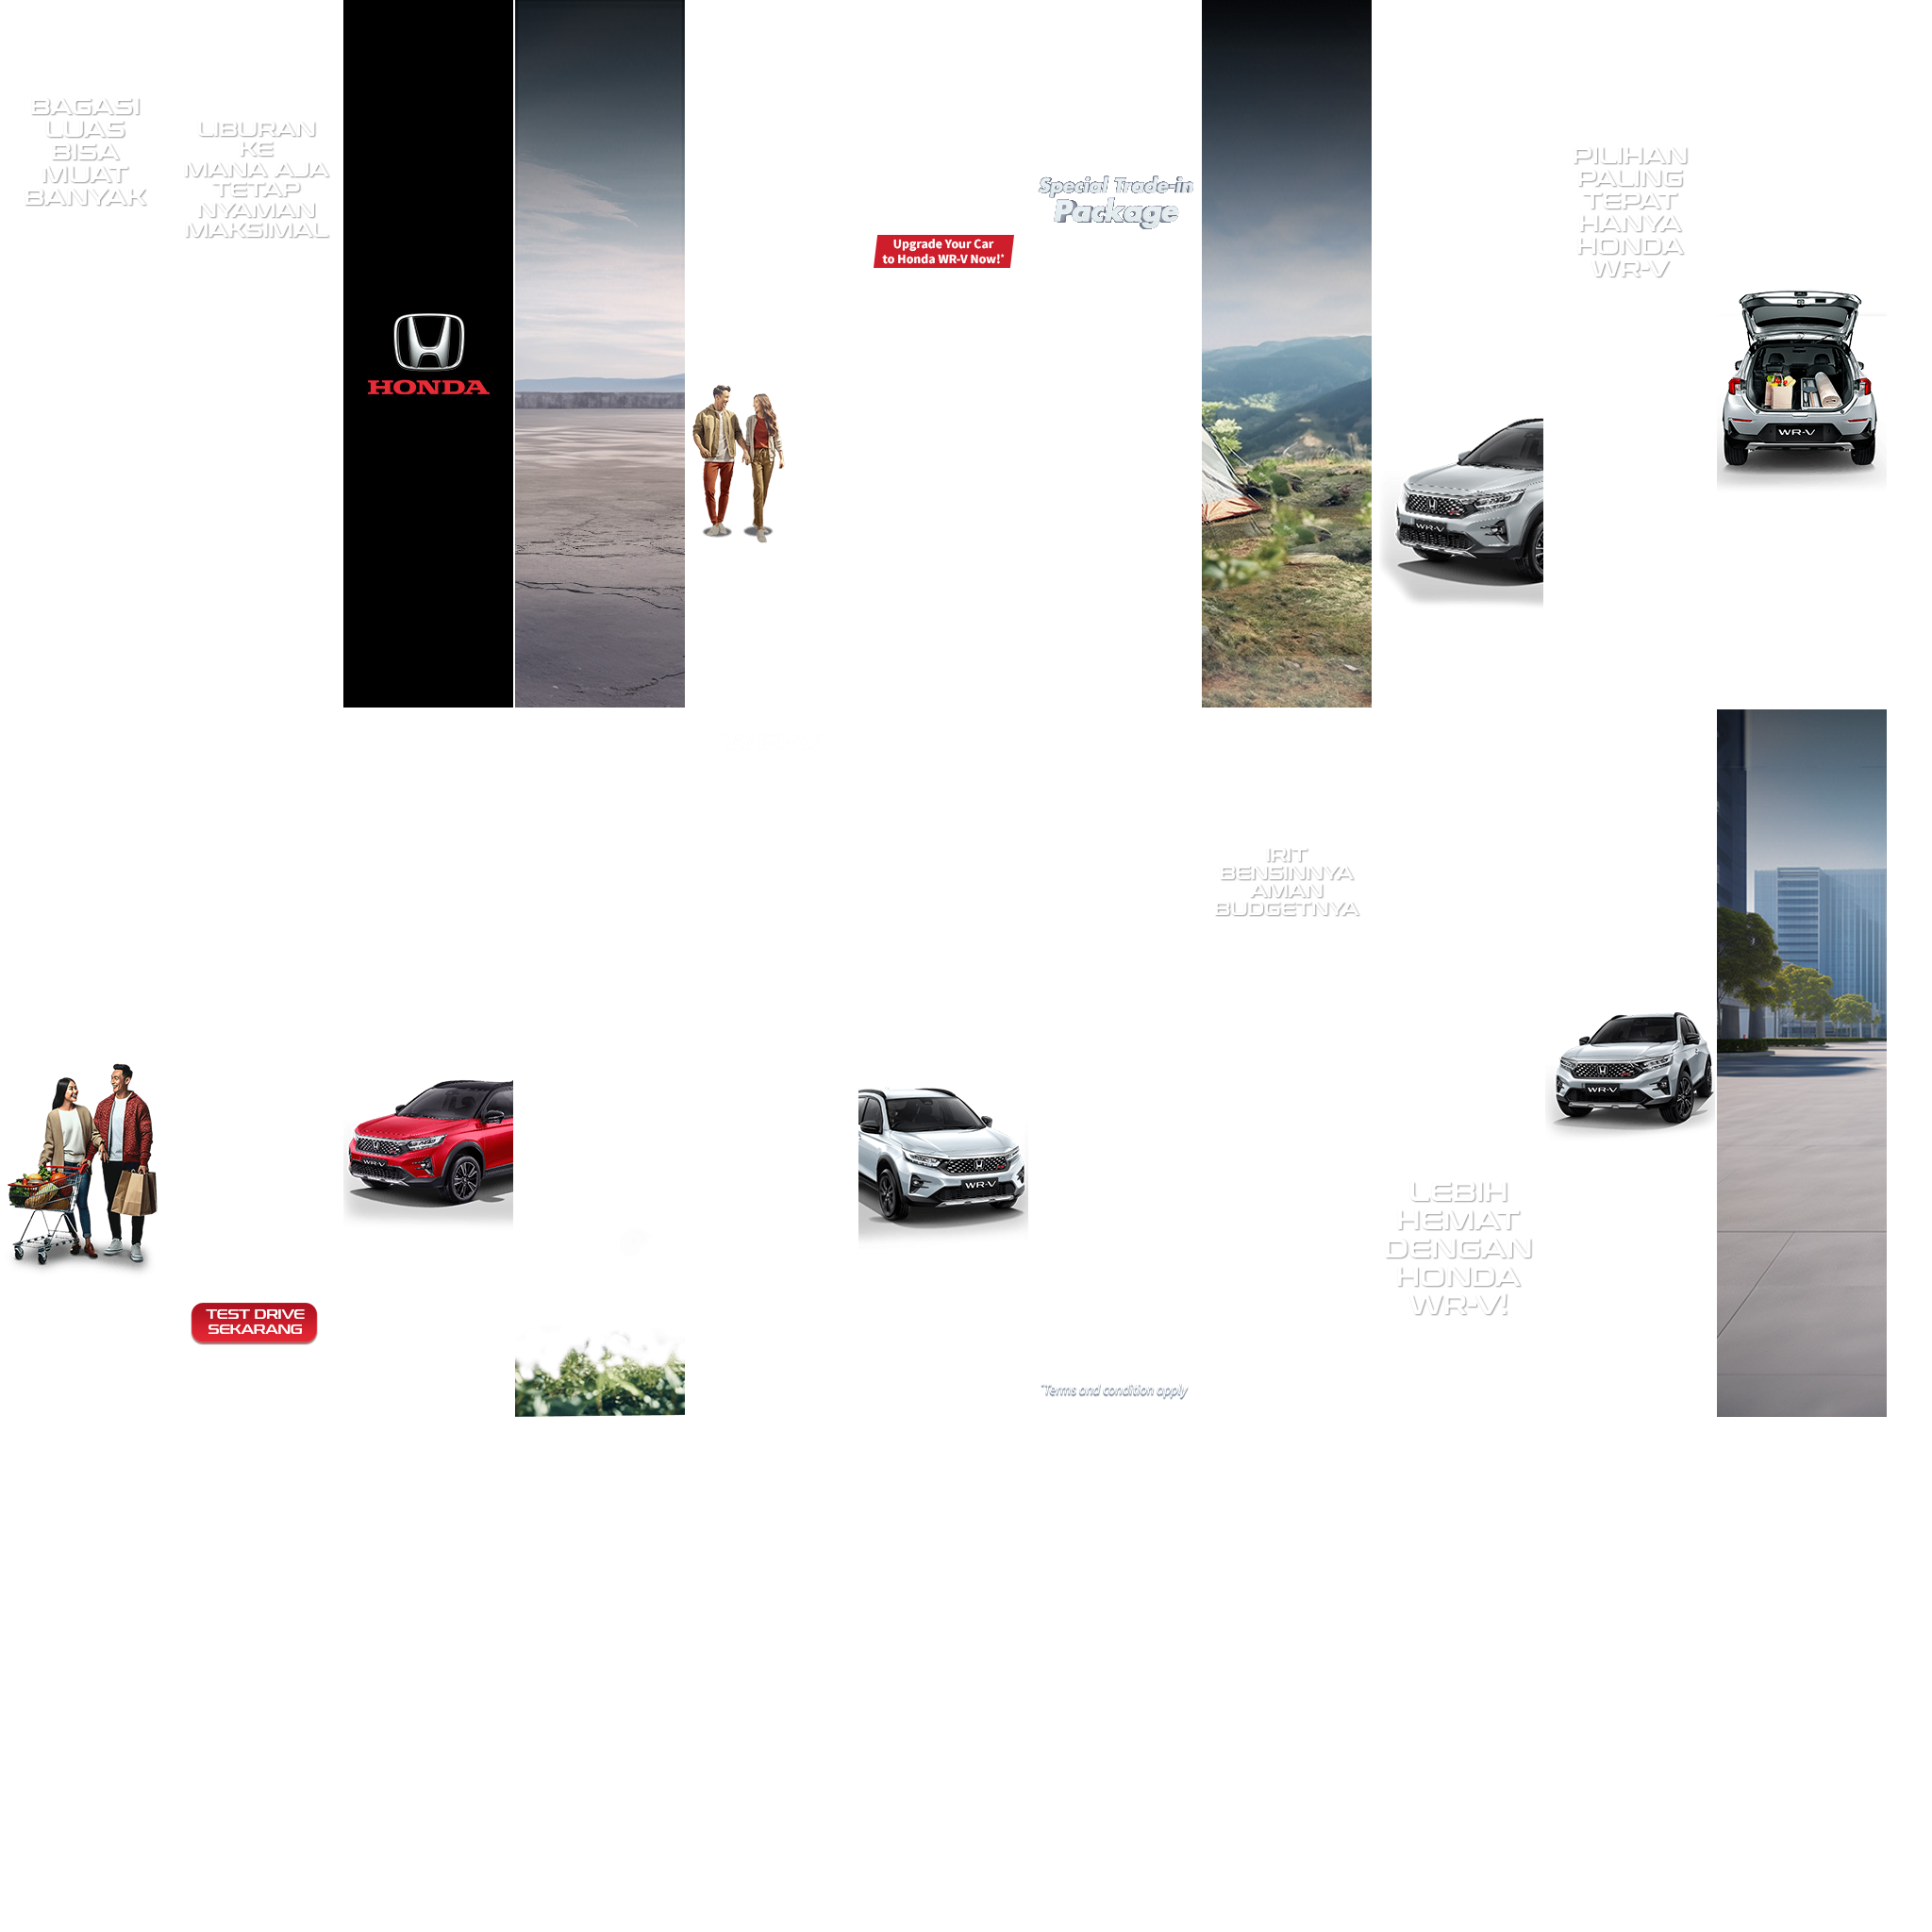 BAGASI
LUAS
BISA
MUAT
BANYAK
LIBURAN
KE
MANA AJA
TETAP
NYAMAN
MAKSIMAL
HONDA
Upgrade Your Car
to Honda WR-V Now!*
Special Trade-in
Package
WR-V
PILIHAN
PALING
TEPAT
HANYA
HONDA
WR-V
WR-V
TEST DRIVE
SEKARANG
WR-V
WR-V
*Terms and condition apply
IRIT
BENSINNYA
AMAN
BUDGETNYA
LEBIH
HEMAT
DENGAN
HONDA
WR-V!
WR-V